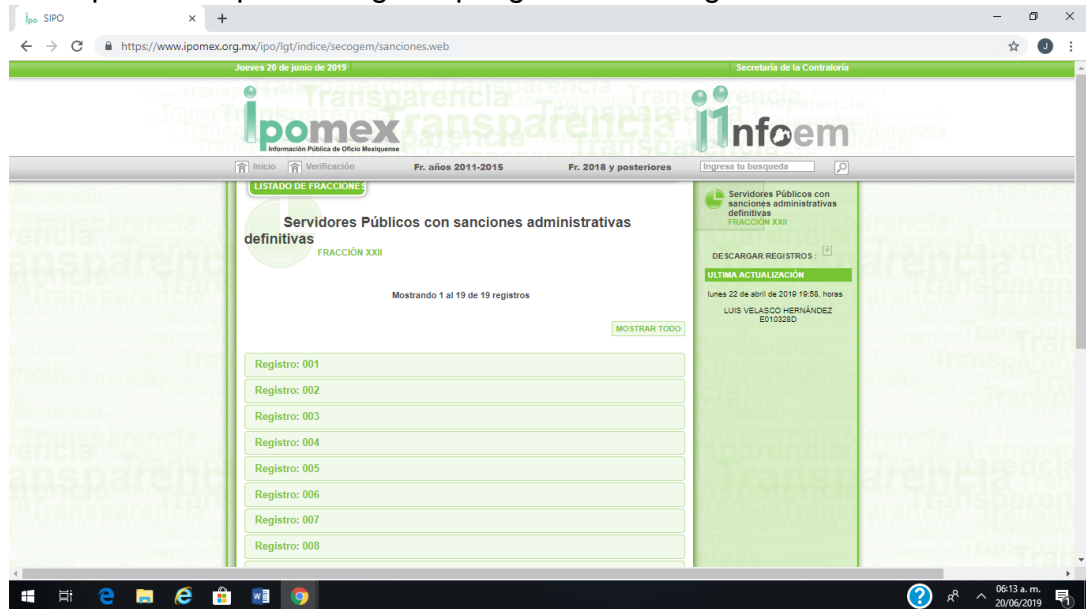 SIPO
https://www.ipomex.org.mx/ipo/lgt/indice/secogem/sanciones.web
J
Jueves 20 de junio de 2019
Secretaría de la Contraloría
ipomex
Información Pública de Oficio Mexiquense
infoem
Inicio
Verificación
Fr. años 2011-2015
Fr. 2018 y posteriores
Ingresa tu busqueda
LISTADO DE FRACCIONES
Servidores Públicos con sanciones administrativas
definitivas
FRACCIÓN XXII
Mostrando 1 al 19 de 19 registros
MOSTRAR TODO
Registro: 001
Registro: 002
Registro: 003
Registro: 004
Registro: 005
Registro: 006
Registro: 007
Registro: 008
Servidores Públicos con
sanciones administrativas
definitivas
FRACCIÓN XXII
DESCARGAR REGISTROS :
ULTIMA ACTUALIZACIÓN
lunes 22 de abril de 2019 19:58, horas
LUIS VELASCO HERNÁNDEZ
E010328D
06:13 a. m.
20/06/2019